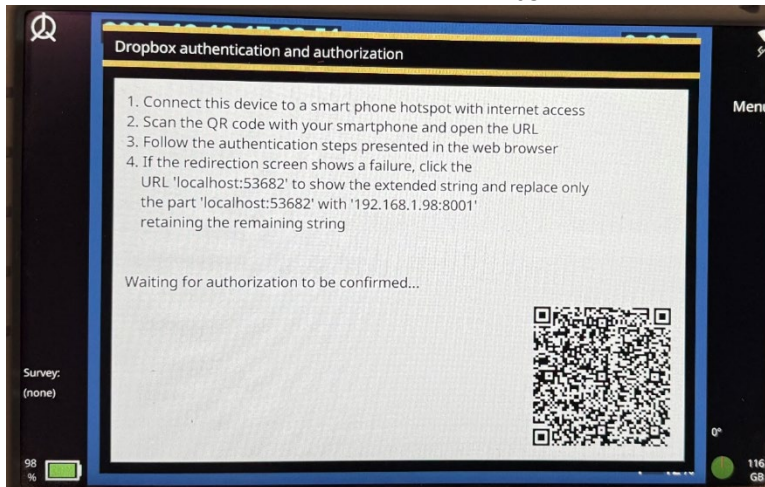 Dropbox authentication and authorization
Menu
1. Connect this device to a smart phone hotspot with internet access
2. Scan the QR code with your smartphone and open the URL
3. Follow the authentication steps presented in the web browser
4. If the redirection screen shows a failure, click the
URL 'localhost:53682' to show the extended string and replace only
the part 'localhost:53682' with '192.168.1.98:8001'
retaining the remaining string
Waiting for authorization to be confirmed...
Survey:
(none)
0°
98
%
116
GB